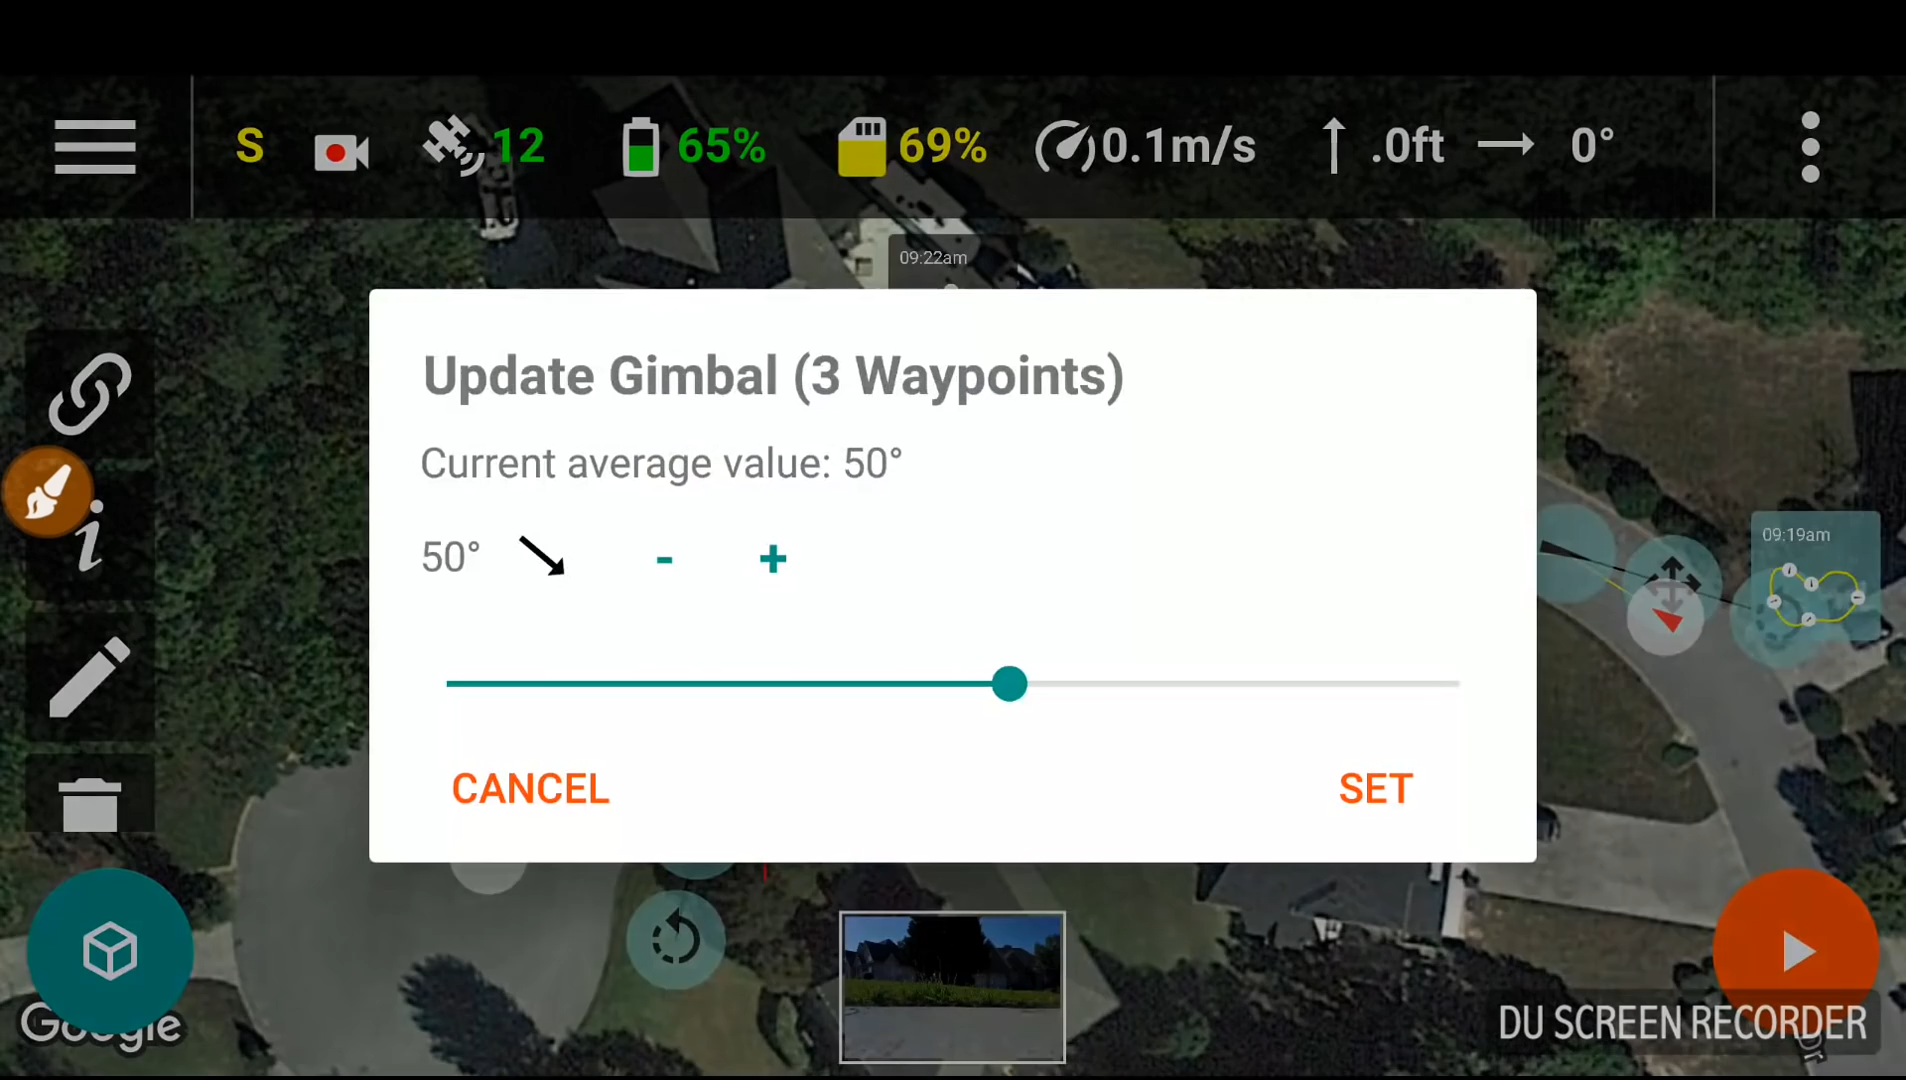 S 12 65% 69% 0.1m/s .0ft 0°
09:22am
Update Gimbal (3 Waypoints)
Current average value: 50°
50° - +
09:19am
CANCEL SET
Google
DU SCREEN RECORDER
Dr